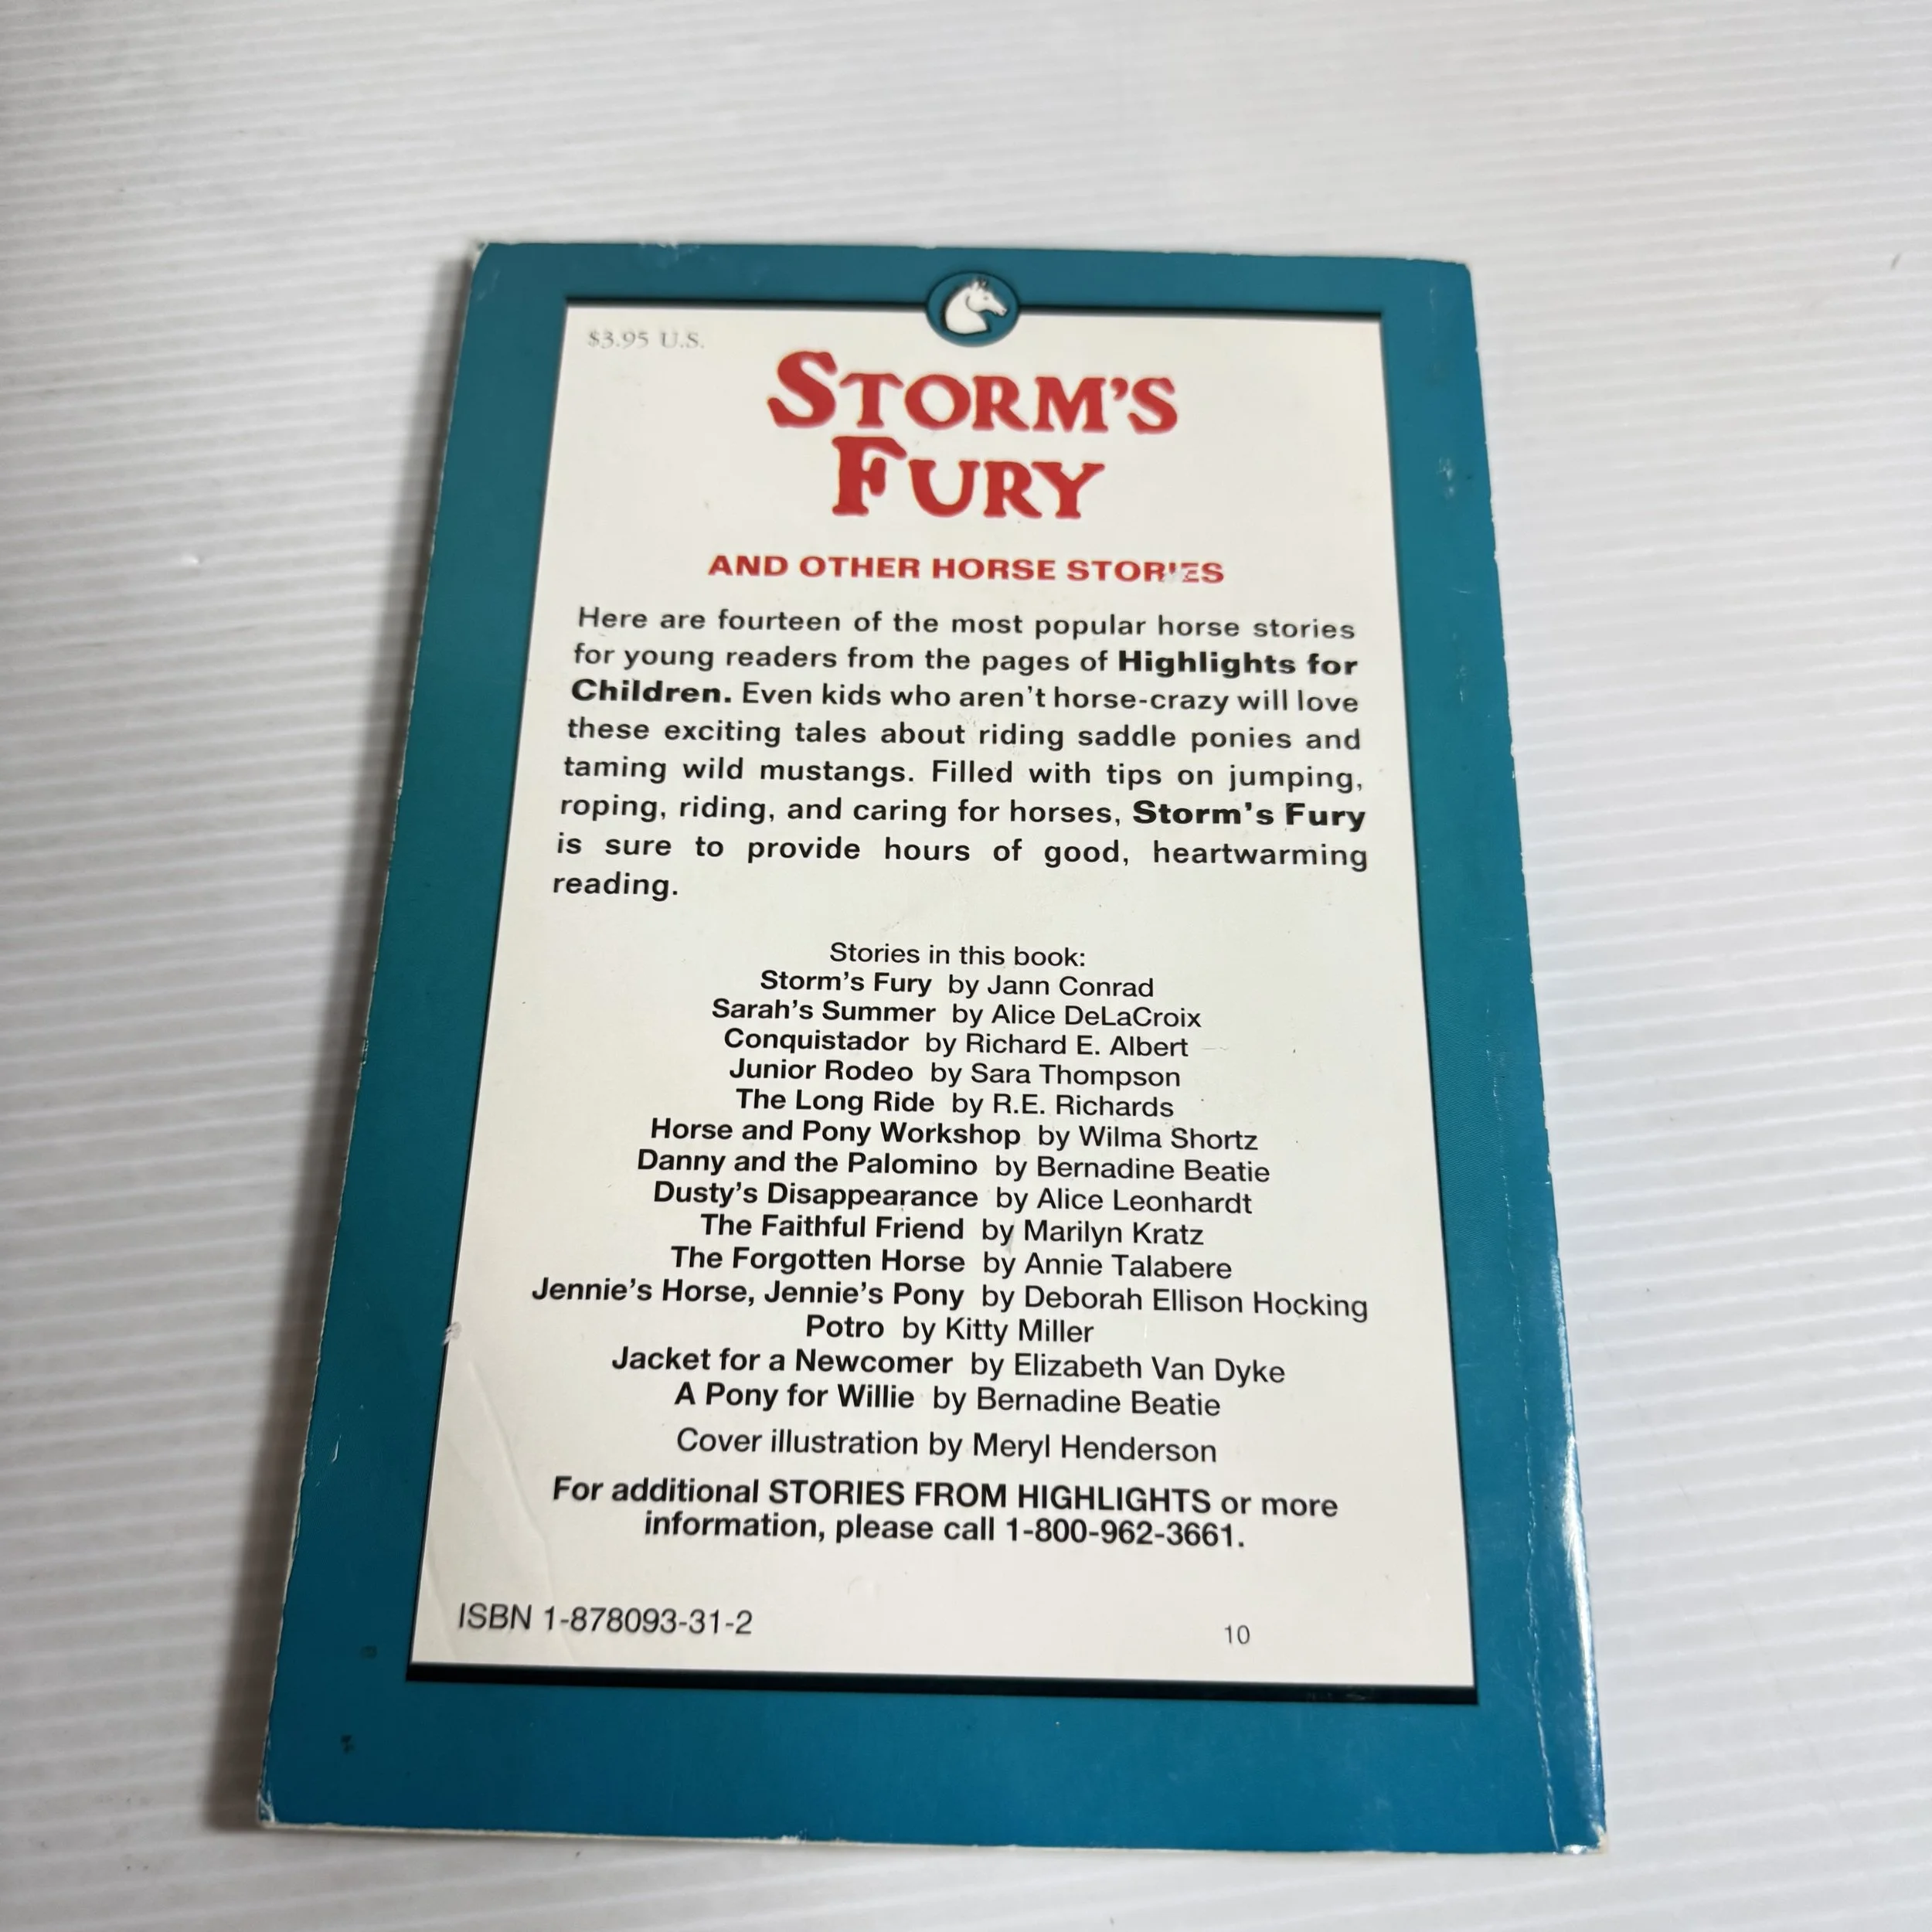 $3.95 U.S.
STORM'S
FURY
AND OTHER HORSE STORIES
Here are fourteen of the most popular horse stories
for young readers from the pages of Highlights for
Children. Even kids who aren't horse-crazy will love
these exciting tales about riding saddle ponies and
taming wild mustangs. Filled with tips on jumping,
roping, riding, and caring for horses, Storm's Fury
is sure to provide hours of good, heartwarming
reading.
Stories in this book:
Storm's Fury by Jann Conrad
Sarah's Summer by Alice DeLaCroix
Conquistador by Richard E. Albert
Junior Rodeo by Sara Thompson
The Long Ride by R.E. Richards
Horse and Pony Workshop by Wilma Shortz
Danny and the Palomino by Bernadine Beatie
Dusty's Disappearance by Alice Leonhardt
The Faithful Friend by Marilyn Kratz
The Forgotten Horse by Annie Talabere
Jennie's Horse, Jennie's Pony by Deborah Ellison Hocking
Potro by Kitty Miller
Jacket for a Newcomer by Elizabeth Van Dyke
A Pony for Willie by Bernadine Beatie
Cover illustration by Meryl Henderson
For additional STORIES FROM HIGHLIGHTS or more
information, please call 1-800-962-3661.
ISBN 1-878093-31-2
10